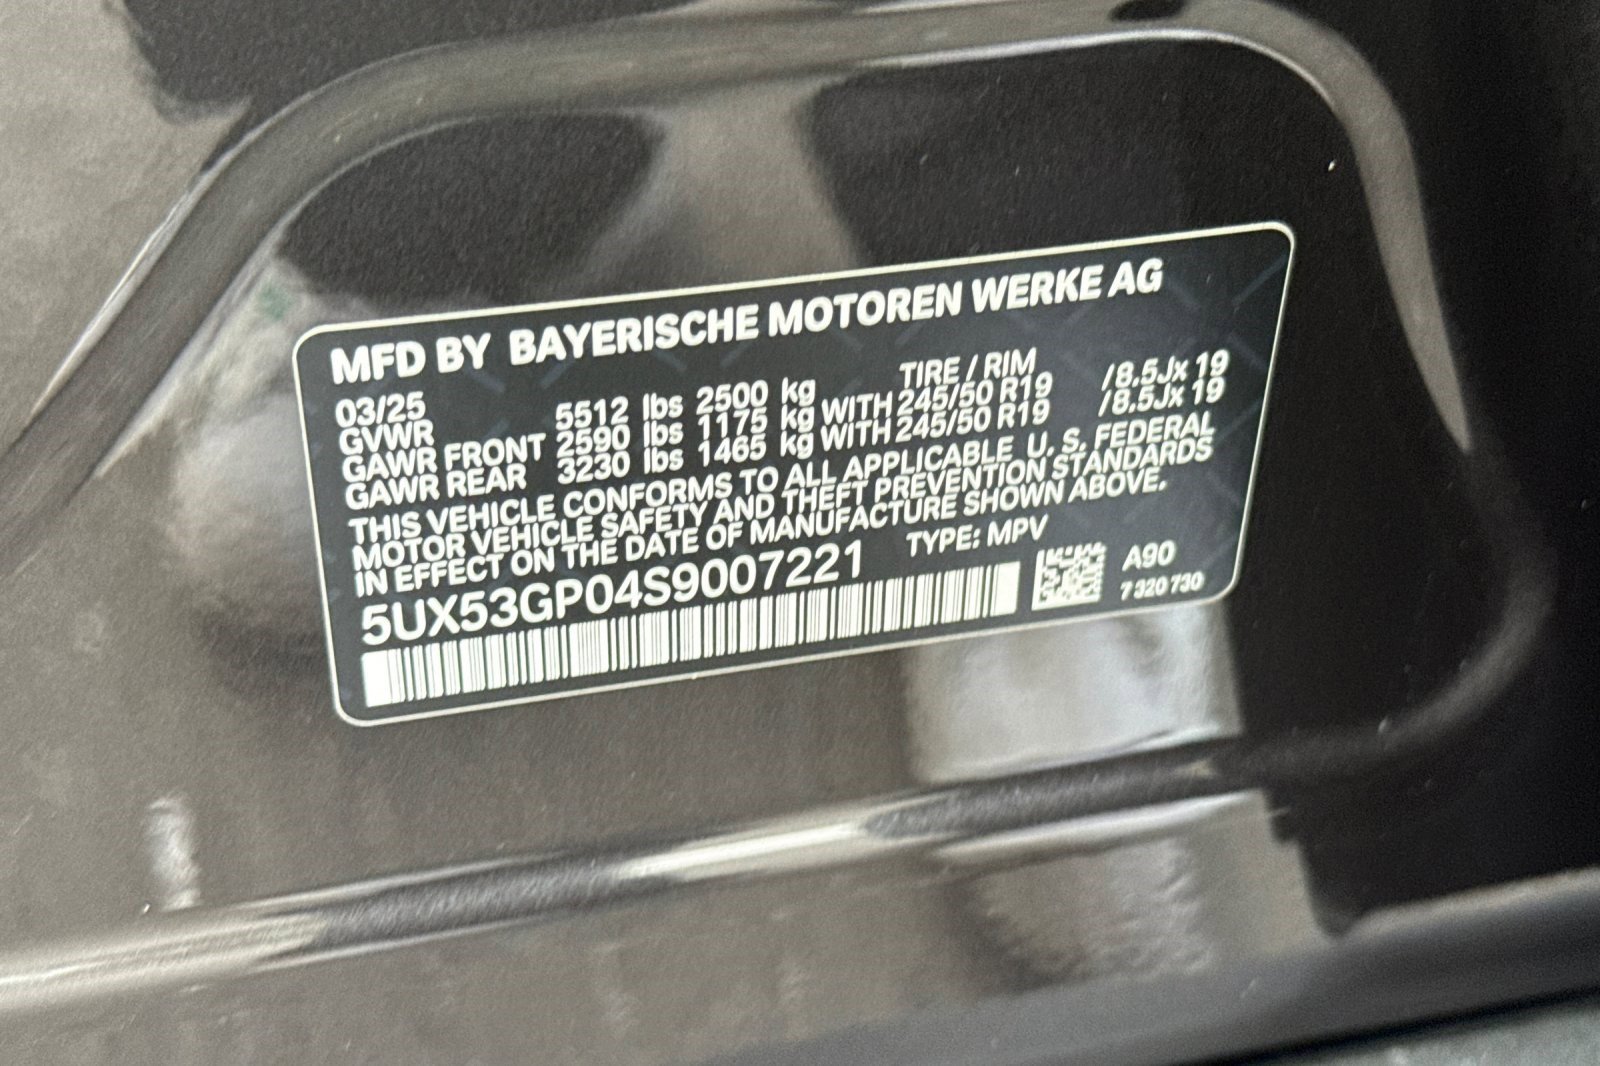 MFD BY BAYERISCHE MOTOREN WERKE AG
03/25 TIRE / RIM
GVWR 5512 lbs 2500 kg
GAWR FRONT 2590 lbs 1175 kg WITH 245/50 R19 /8.5Jx 19
GAWR REAR 3230 lbs 1465 kg WITH 245/50 R19 /8.5Jx 19
THIS VEHICLE CONFORMS TO ALL APPLICABLE U. S. FEDERAL
MOTOR VEHICLE SAFETY AND THEFT PREVENTION STANDARDS
IN EFFECT ON THE DATE OF MANUFACTURE SHOWN ABOVE.
5UX53GP04S9007221 TYPE: MPV
A90
7 320 730